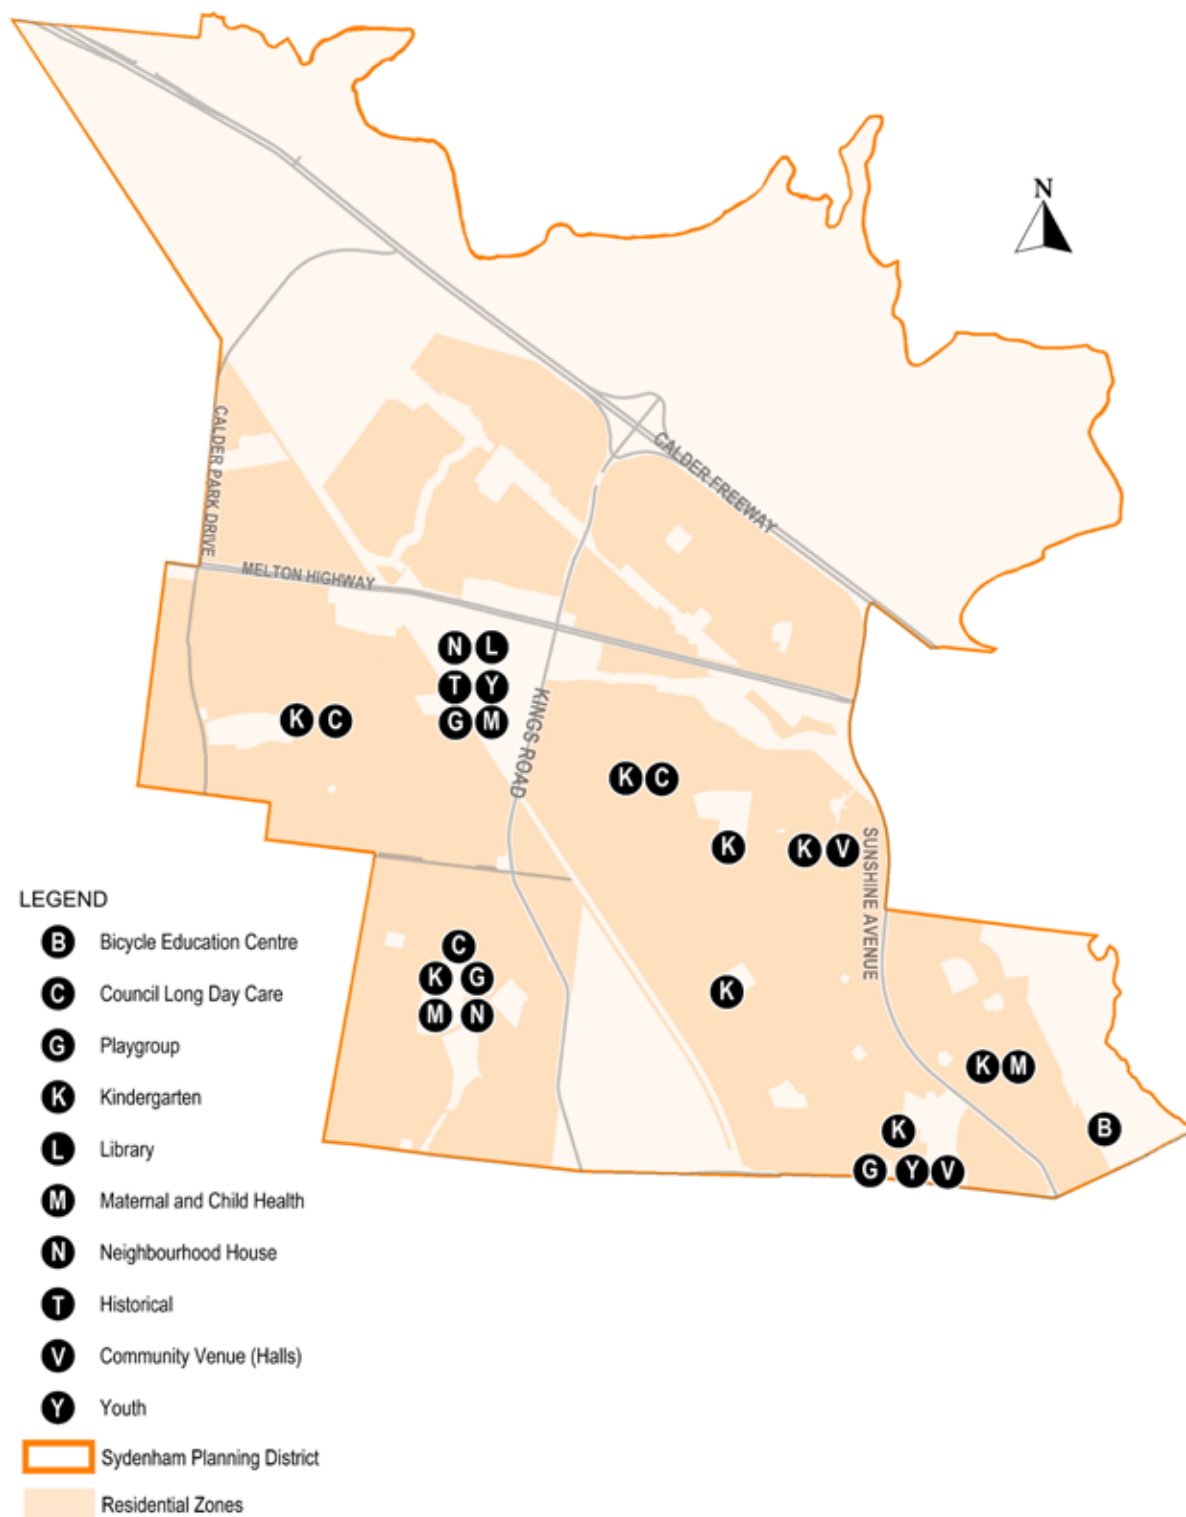 N
CALDER PARK DRIVE
CALDER FREEWAY
MELTON HIGHWAY
N L
T Y
G M
KINGS ROAD
K C
K C
K
K V
SUNSHINE AVENUE
C
K G
M N
K
K M
B
K
G Y V
LEGEND
B Bicycle Education Centre
C Council Long Day Care
G Playgroup
K Kindergarten
L Library
M Maternal and Child Health
N Neighbourhood House
T Historical
V Community Venue (Halls)
Y Youth
Sydenham Planning District
Residential Zones